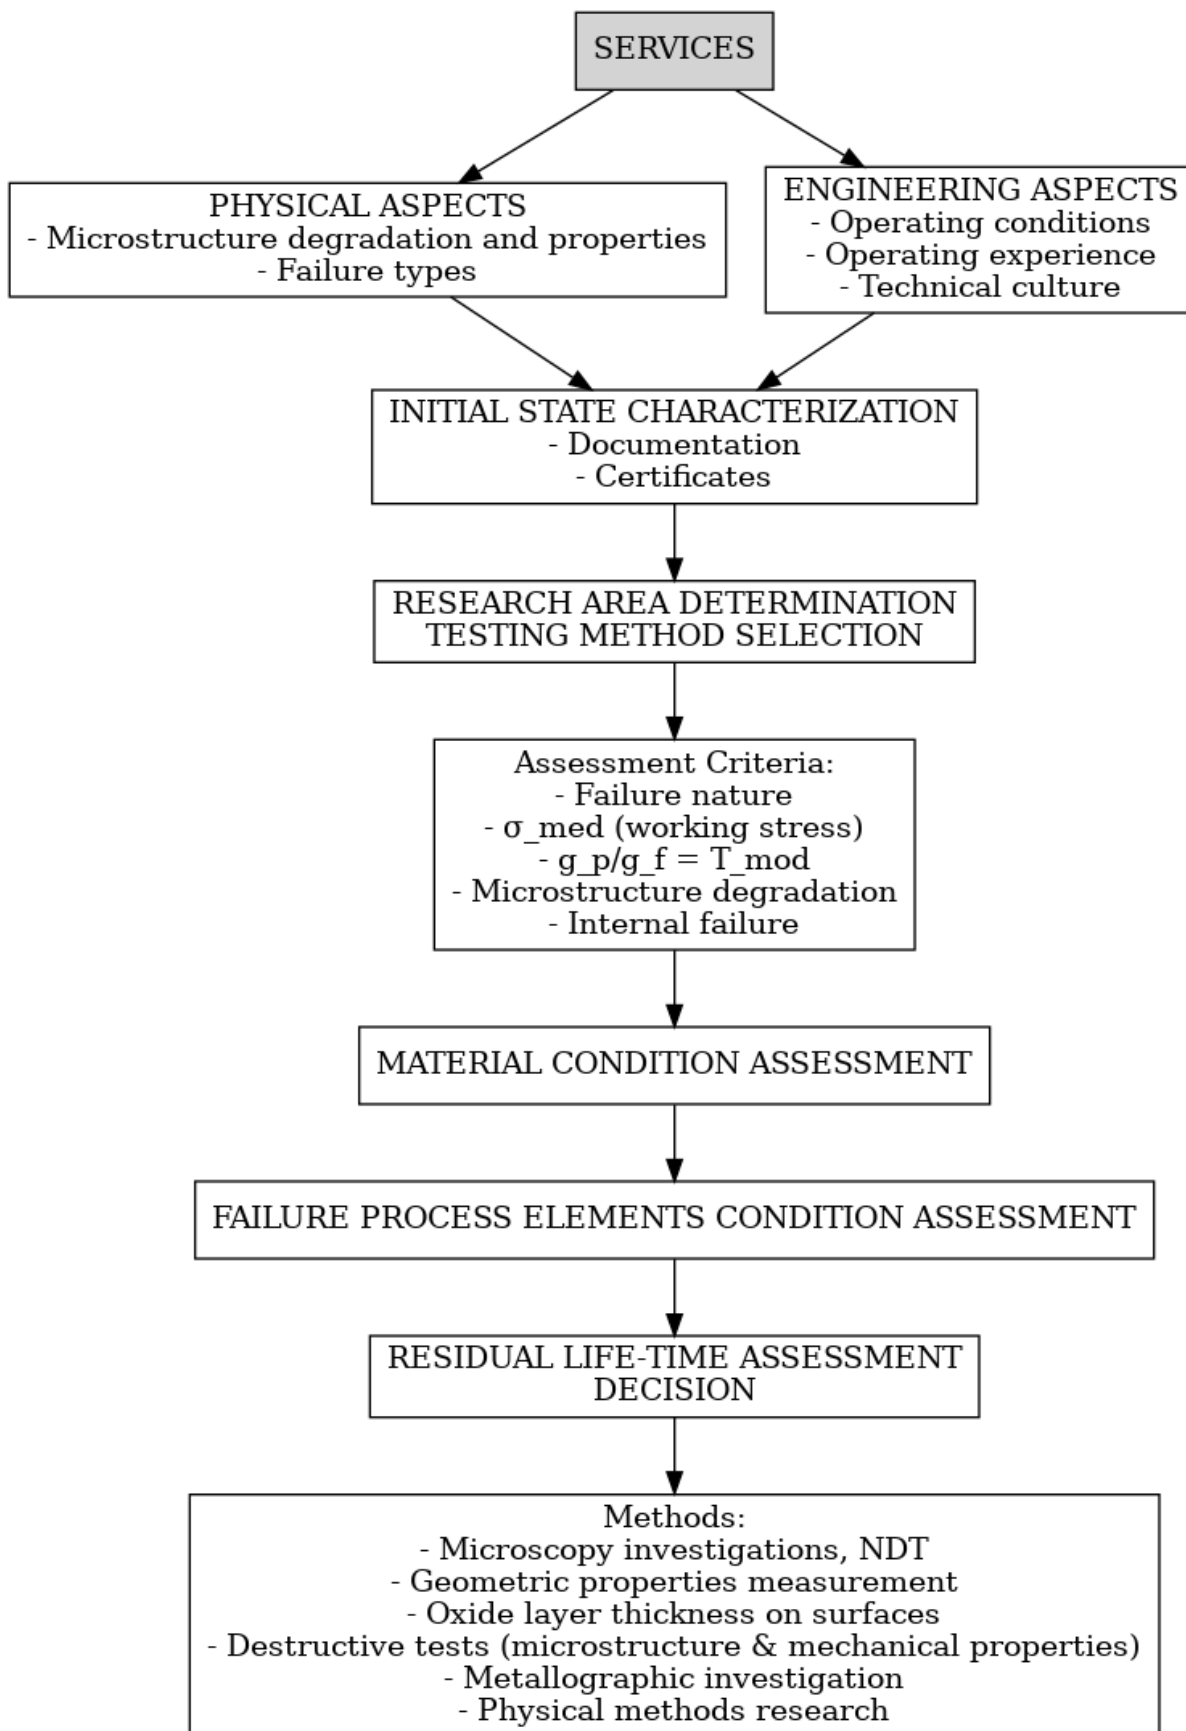 SERVICES
PHYSICAL ASPECTS
- Microstructure degradation and properties
- Failure types
ENGINEERING ASPECTS
- Operating conditions
- Operating experience
- Technical culture
INITIAL STATE CHARACTERIZATION
- Documentation
- Certificates
RESEARCH AREA DETERMINATION
TESTING METHOD SELECTION
Assessment Criteria:
- Failure nature
- σ_med (working stress)
- g_p/g_f = T_mod
- Microstructure degradation
- Internal failure
MATERIAL CONDITION ASSESSMENT
FAILURE PROCESS ELEMENTS CONDITION ASSESSMENT
RESIDUAL LIFE-TIME ASSESSMENT
DECISION
Methods:
- Microscopy investigations, NDT
- Geometric properties measurement
- Oxide layer thickness on surfaces
- Destructive tests (microstructure & mechanical properties)
- Metallographic investigation
- Physical methods research